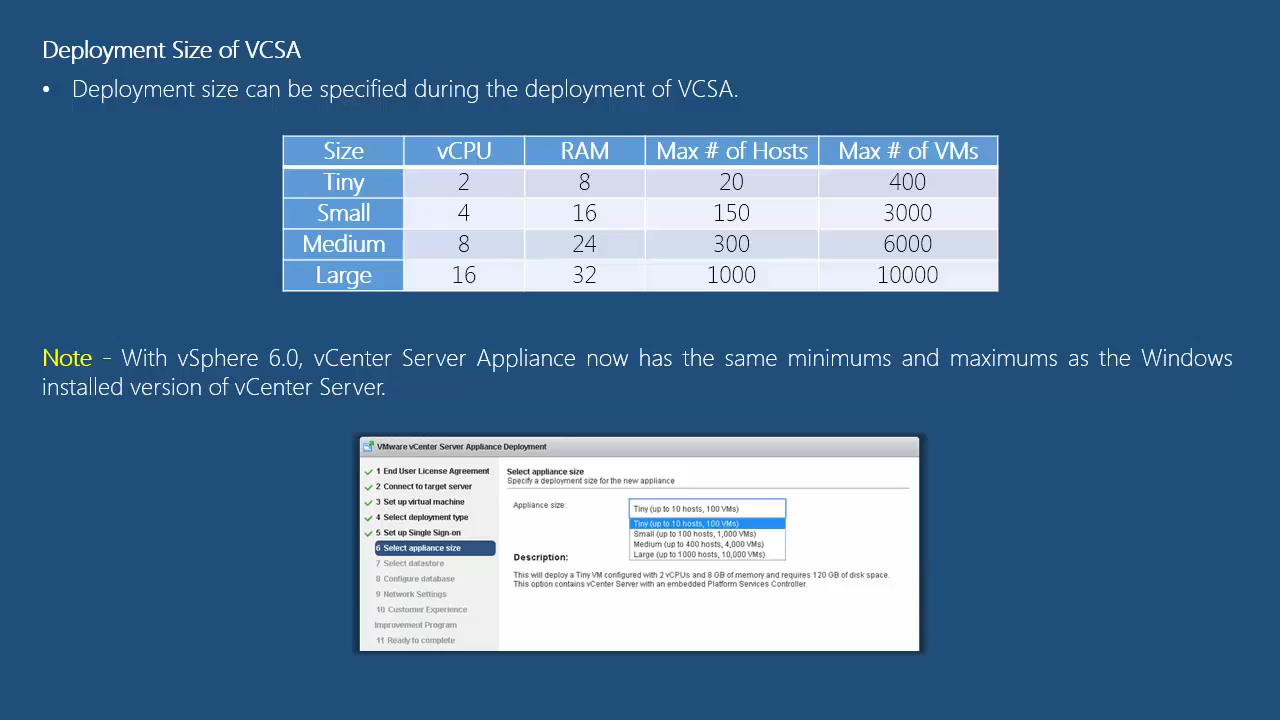 Deployment Size of VCSA
• Deployment size can be specified during the deployment of VCSA.
Size vCPU RAM Max # of Hosts Max # of VMs
Tiny 2 8 20 400
Small 4 16 150 3000
Medium 8 24 300 6000
Large 16 32 1000 10000
Note - With vSphere 6.0, vCenter Server Appliance now has the same minimums and maximums as the Windows
installed version of vCenter Server.
VMware vCenter Server Appliance Deployment
1 End User License Agreement
2 Connect to target server
3 Set up virtual machine
4 Select deployment type
5 Set up Single Sign-on
6 Select appliance size
7 Select datastore
8 Configure database
9 Network Settings
10 Customer Experience
Improvement Program
11 Ready to complete
Select appliance size
Specify a deployment size for the new appliance
Appliance size: Tiny (up to 10 hosts, 100 VMs)
Tiny (up to 10 hosts, 100 VMs)
Small (up to 100 hosts, 1,000 VMs)
Medium (up to 400 hosts, 4,000 VMs)
Large (up to 1000 hosts, 10,000 VMs)
Description:
This will deploy a Tiny VM configured with 2 vCPUs and 8 GB of memory and requires 120 GB of disk space.
This option contains vCenter Server with an embedded Platform Services Controller.